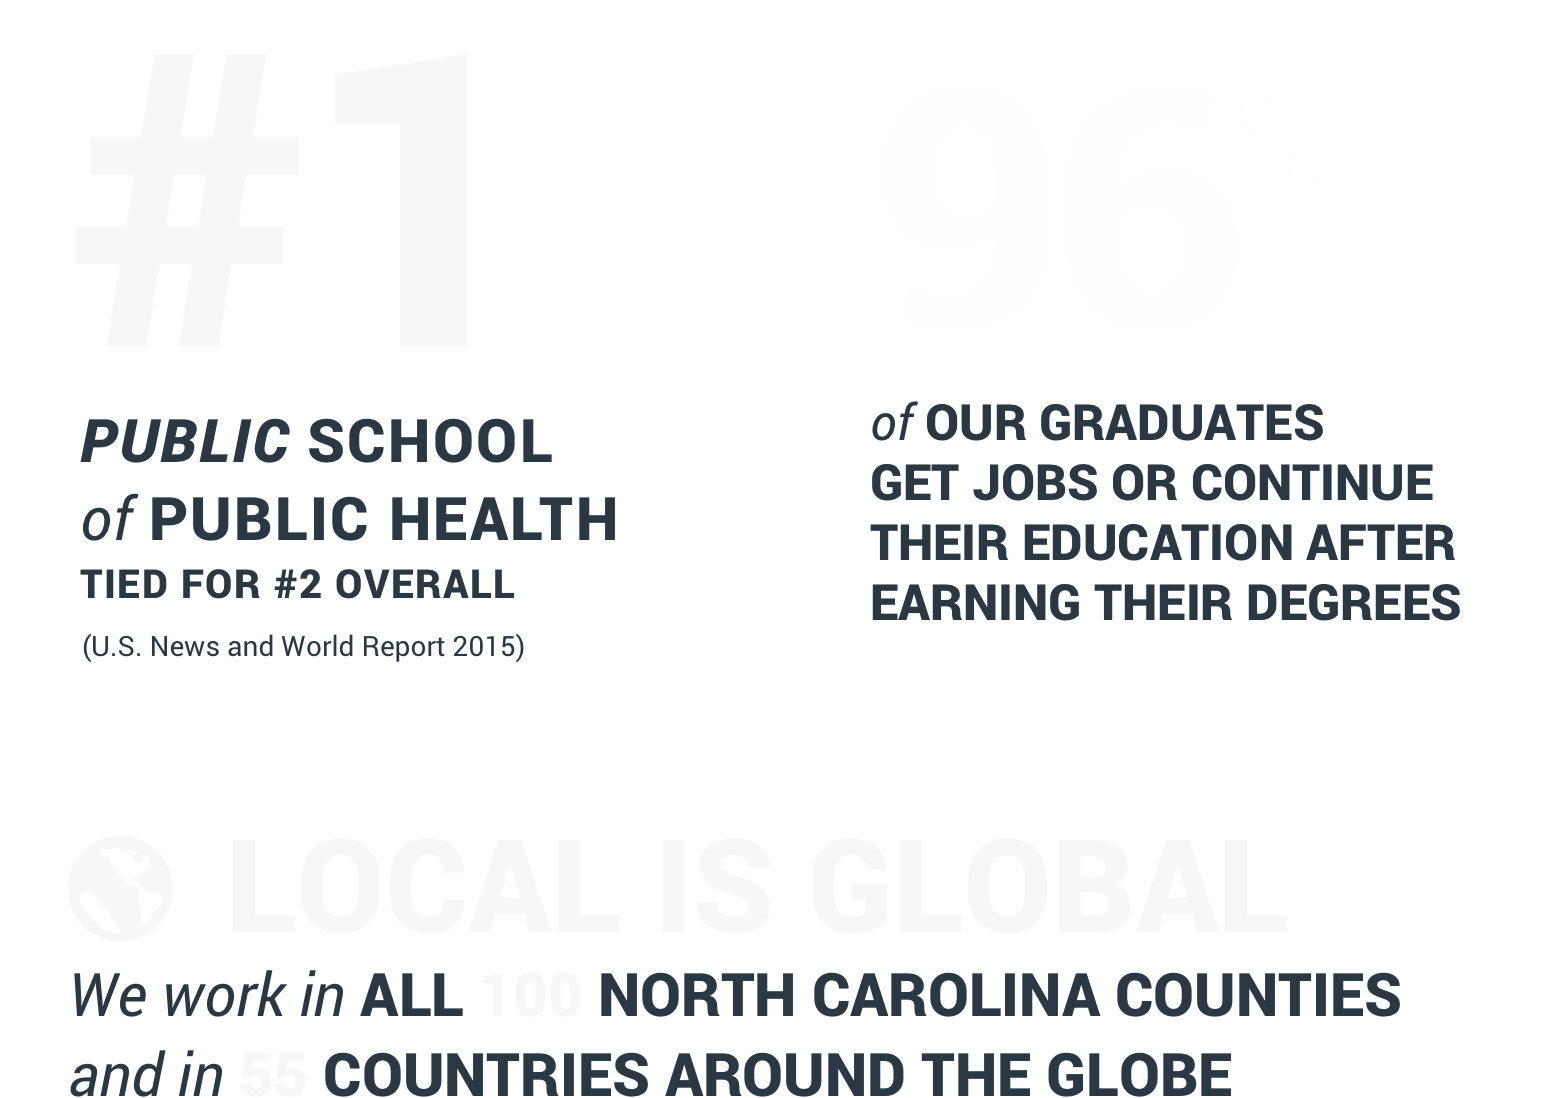 #1
PUBLIC SCHOOL
of PUBLIC HEALTH
TIED FOR #2 OVERALL
(U.S. News and World Report 2015)
96%
of OUR GRADUATES
GET JOBS OR CONTINUE
THEIR EDUCATION AFTER
EARNING THEIR DEGREES
LOCAL IS GLOBAL
We work in ALL 100 NORTH CAROLINA COUNTIES
and in 55 COUNTRIES AROUND THE GLOBE